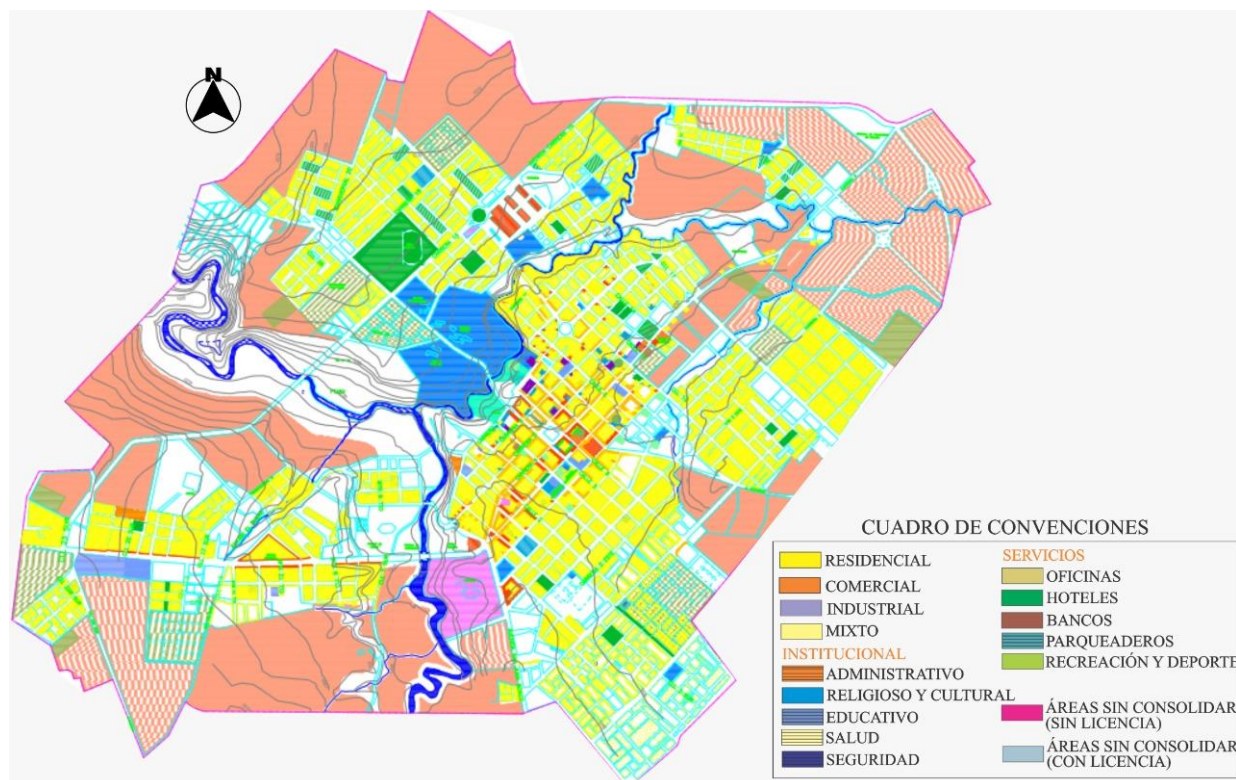 N
CUADRO DE CONVENCIONES
RESIDENCIAL
COMERCIAL
INDUSTRIAL
MIXTO
INSTITUCIONAL
ADMINISTRATIVO
RELIGIOSO Y CULTURAL
EDUCATIVO
SALUD
SEGURIDAD
SERVICIOS
OFICINAS
HOTELES
BANCOS
PARQUEADEROS
RECREACIÓN Y DEPORTE
ÁREAS SIN CONSOLIDAR
(SIN LICENCIA)
ÁREAS SIN CONSOLIDAR
(CON LICENCIA)